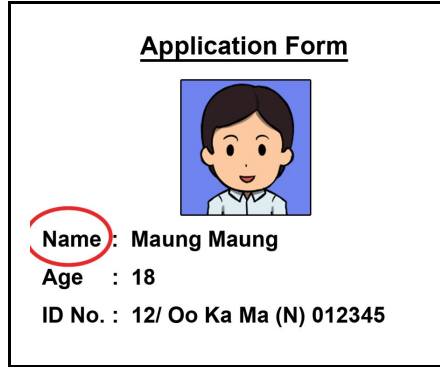 Application Form
Name : Maung Maung
Age : 18
ID No. : 12/ Oo Ka Ma (N) 012345